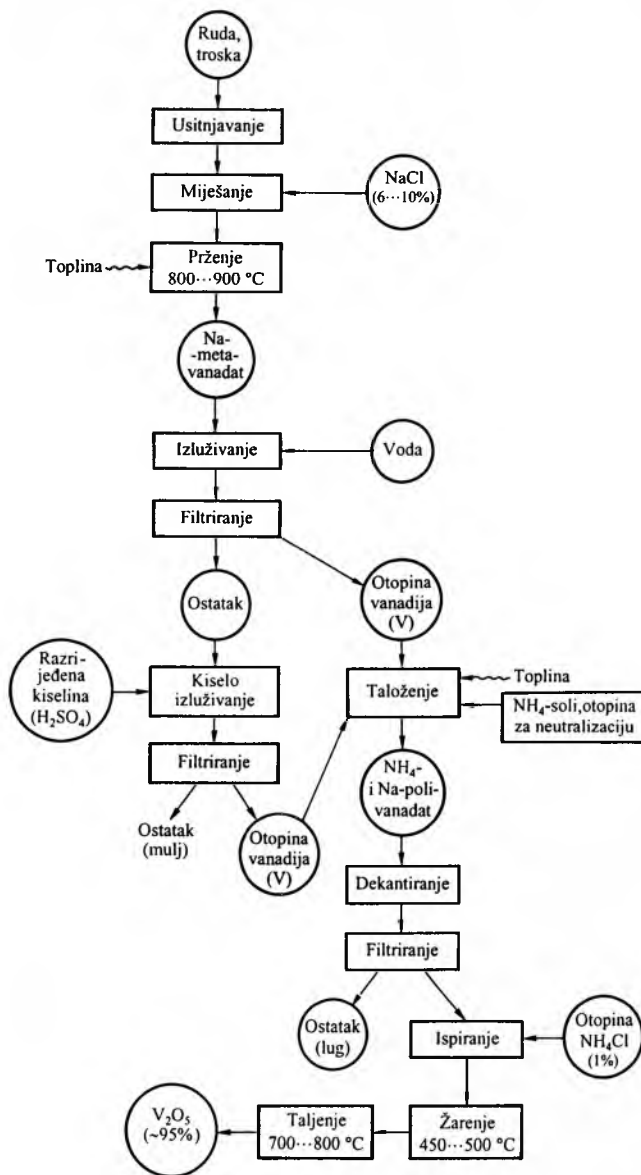 Ruda,
troska
Usitnjavanje
Miješanje
NaCl
(6···10%)
Toplina
Prženje
800···900 °C
Na-
-meta-
vanadat
Izluživanje
Voda
Filtriranje
Ostatak
Otopina
vanadija
(V)
Razri-
jeđena
kiselina
(H₂SO₄)
Kiselo
izluživanje
Taloženje
Toplina
NH₄-soli,otopina
za neutralizaciju
Filtriranje
NH₄-
i Na-poli-
vanadat
Ostatak
(mulj)
Otopina
vanadija
(V)
Dekantiranje
Filtriranje
Ostatak
(lug)
Ispiranje
Otopina
NH₄Cl
(1%)
V₂O₅
(~95%)
Taljenje
700···800 °C
Žarenje
450···500 °C